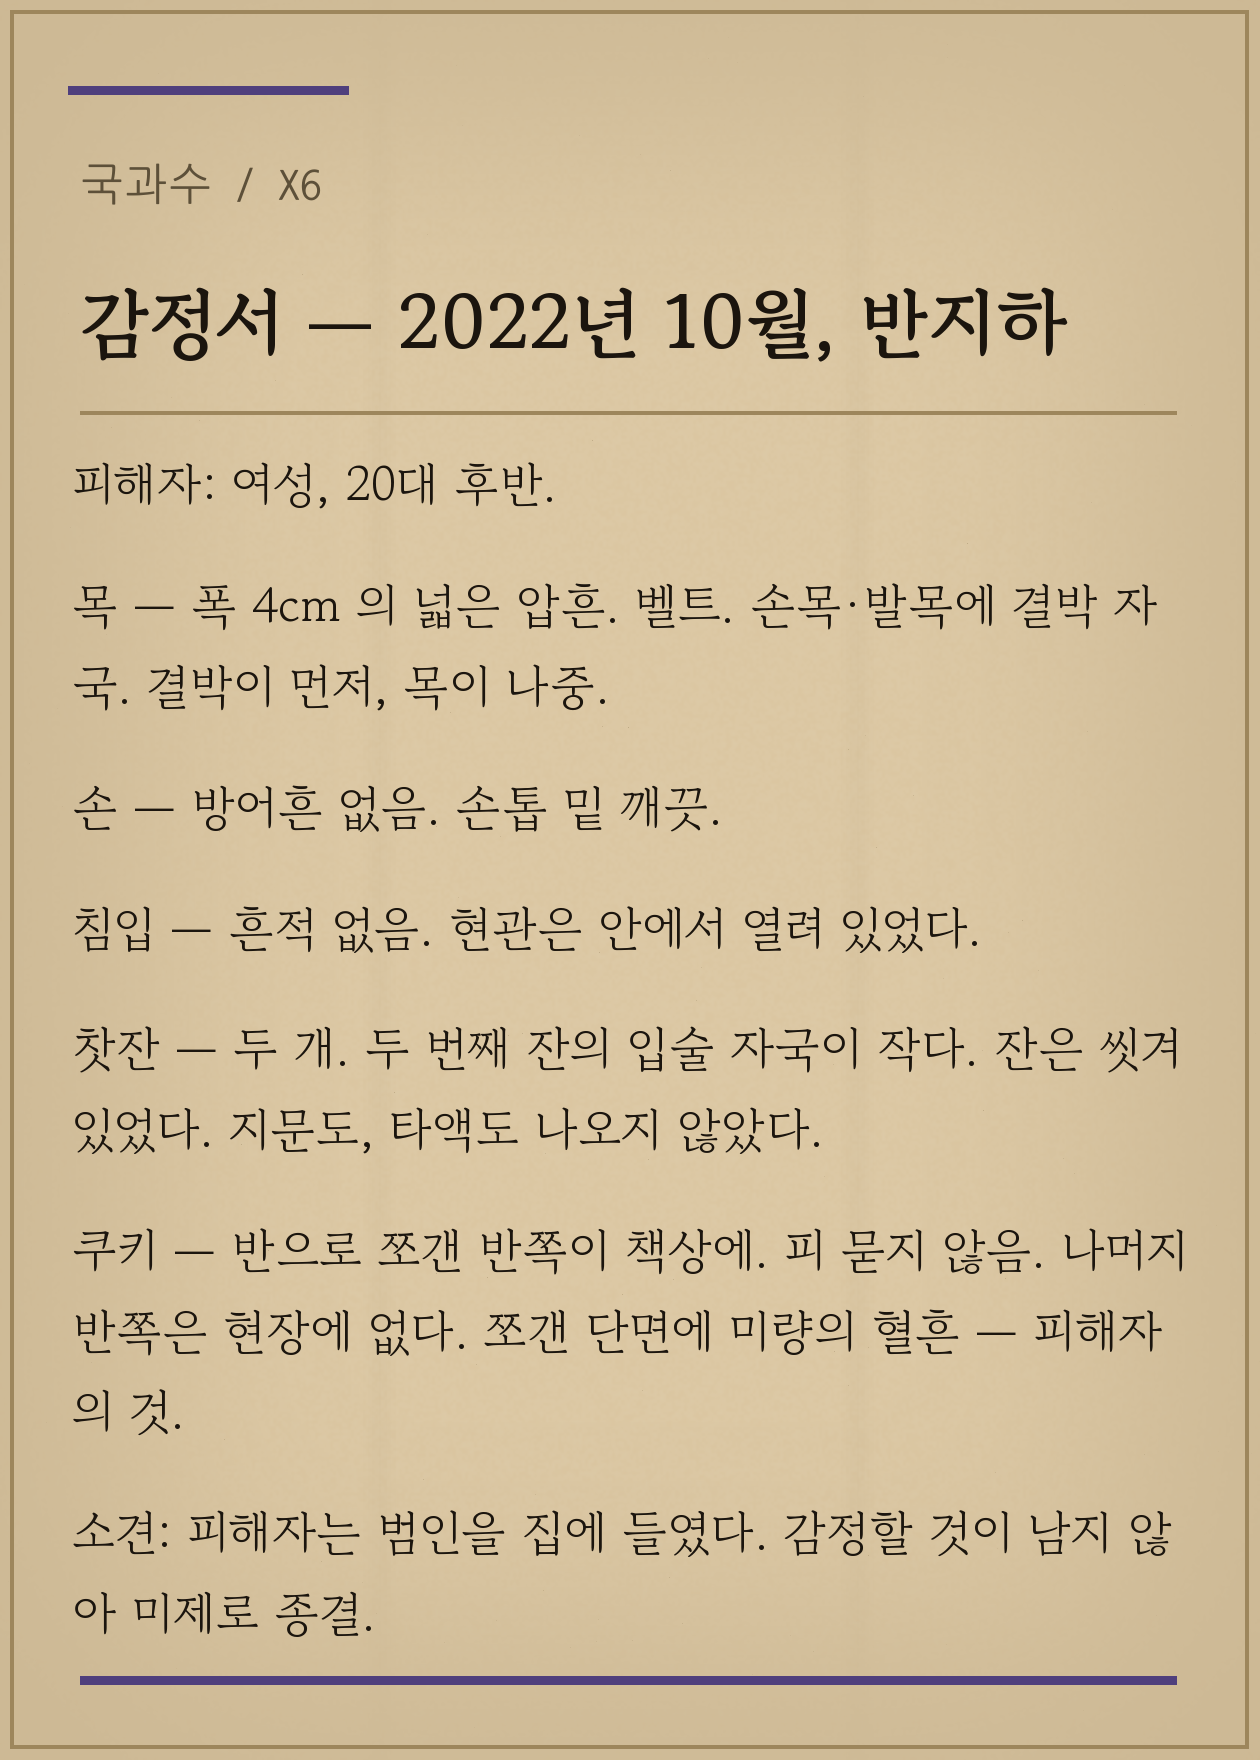 국과수 / X6
감정서 — 2022년 10월, 반지하
피해자: 여성, 20대 후반.
목 — 폭 4cm 의 넓은 압흔. 벨트. 손목·발목에 결박 자
국. 결박이 먼저, 목이 나중.
손 — 방어흔 없음. 손톱 밑 깨끗.
침입 — 흔적 없음. 현관은 안에서 열려 있었다.
찻잔 — 두 개. 두 번째 잔의 입술 자국이 작다. 잔은 씻겨
있었다. 지문도, 타액도 나오지 않았다.
쿠키 — 반으로 쪼갠 반쪽이 책상에. 피 묻지 않음. 나머지
반쪽은 현장에 없다. 쪼갠 단면에 미량의 혈흔 — 피해자
의 것.
소견: 피해자는 범인을 집에 들였다. 감정할 것이 남지 않
아 미제로 종결.